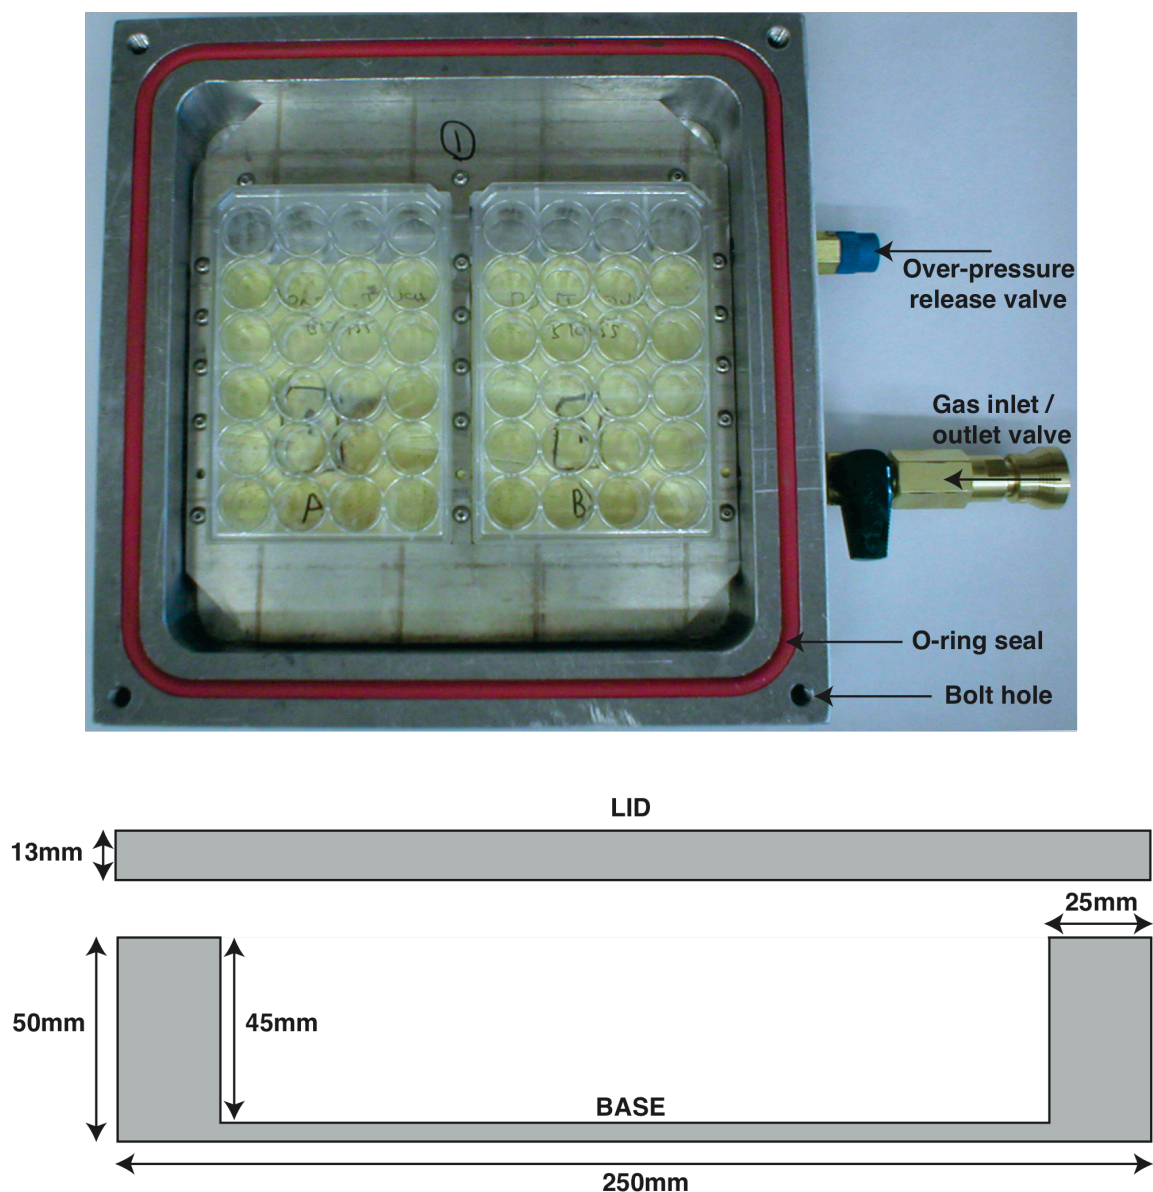 1
Over-pressure
release valve
Gas inlet /
outlet valve
A
B
O-ring seal
Bolt hole
LID
13mm
25mm
50mm
45mm
BASE
250mm